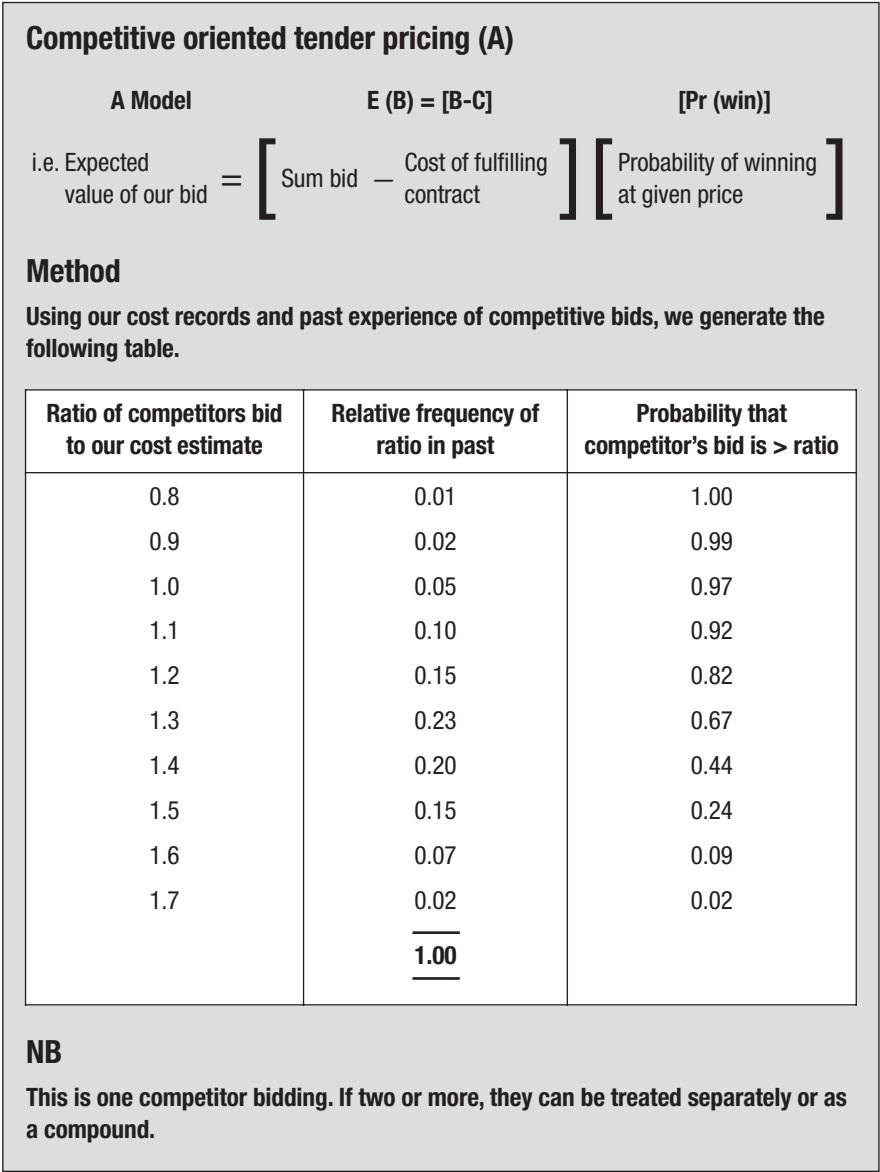 Competitive oriented tender pricing (A)
A Model E (B) = [B-C] [Pr (win)]
i.e. Expected value of our bid = [ Sum bid – Cost of fulfilling contract ] [ Probability of winning at given price ]
Method
Using our cost records and past experience of competitive bids, we generate the
following table.
Ratio of competitors bid to our cost estimate Relative frequency of ratio in past Probability that competitor's bid is > ratio
0.8 0.01 1.00
0.9 0.02 0.99
1.0 0.05 0.97
1.1 0.10 0.92
1.2 0.15 0.82
1.3 0.23 0.67
1.4 0.20 0.44
1.5 0.15 0.24
1.6 0.07 0.09
1.7 0.02 0.02
1.00
NB
This is one competitor bidding. If two or more, they can be treated separately or as
a compound.